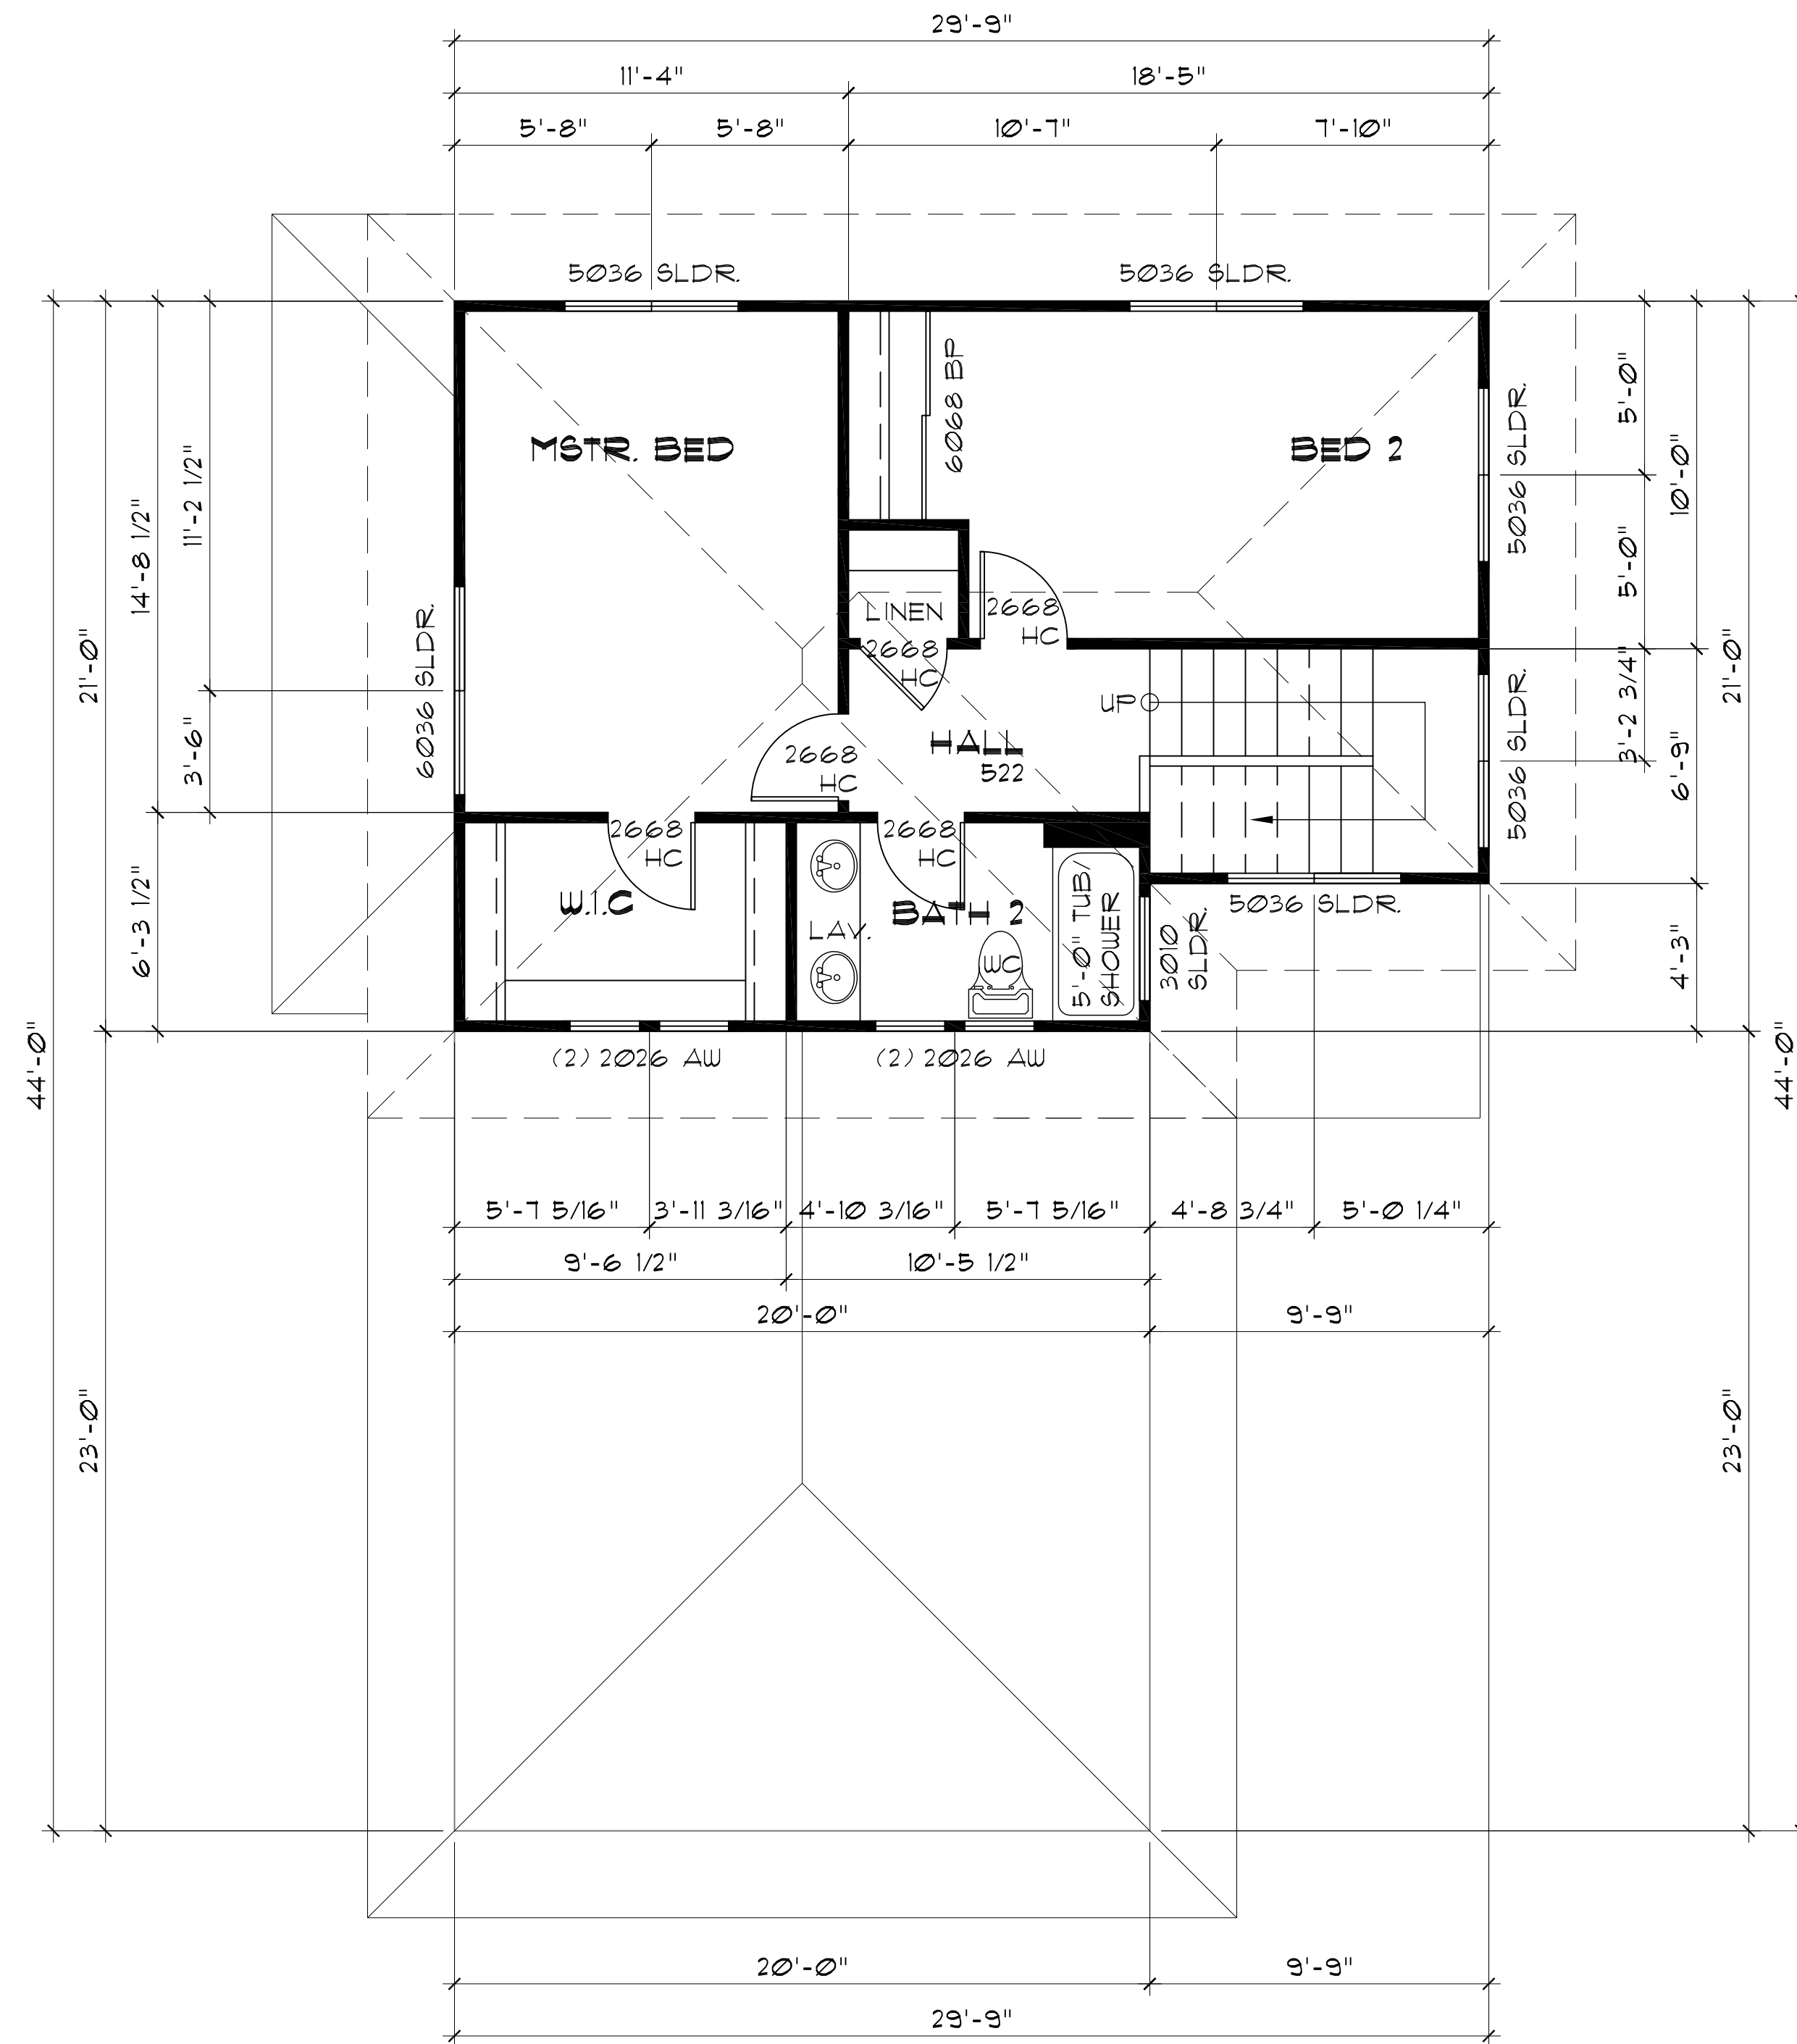 29'-9"
11'-4" 18'-5"
5'-8" 5'-8" 10'-7" 7'-10"
5036 SLDR. 5036 SLDR.
6068 BP
MSTR. BED BED 2
5036 SLDR.
5'-0"
10'-0"
5'-0"
11'-2 1/2"
14'-8 1/2"
21'-0"
44'-0"
3'-6"
6036 SLDR.
LINEN
2668
HC
2668
HC
up
HALL
522
2668
HC
5036 SLDR.
3'-2 3/4"
6'-9"
21'-0"
44'-0"
2668
HC
2668
HC
W.I.C
BATH 2
LAV.
WC
5'-0" TUB/
SHOWER
3010
SLDR.
5036 SLDR.
6'-3 1/2"
4'-3"
(2) 2026 AW (2) 2026 AW
5'-7 5/16" 3'-11 3/16" 4'-10 3/16" 5'-7 5/16" 4'-8 3/4" 5'-0 1/4"
9'-6 1/2" 10'-5 1/2"
20'-0" 9'-9"
23'-0" 23'-0"
20'-0" 9'-9"
29'-9"